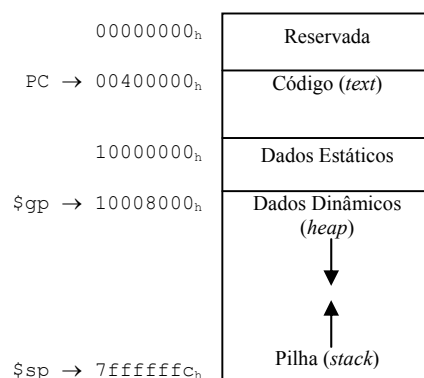 00000000h Reservada
PC → 00400000h Código (text)
10000000h Dados Estáticos
$gp → 10008000h Dados Dinâmicos
(heap)
Pilha (stack)
$sp → 7ffffffch